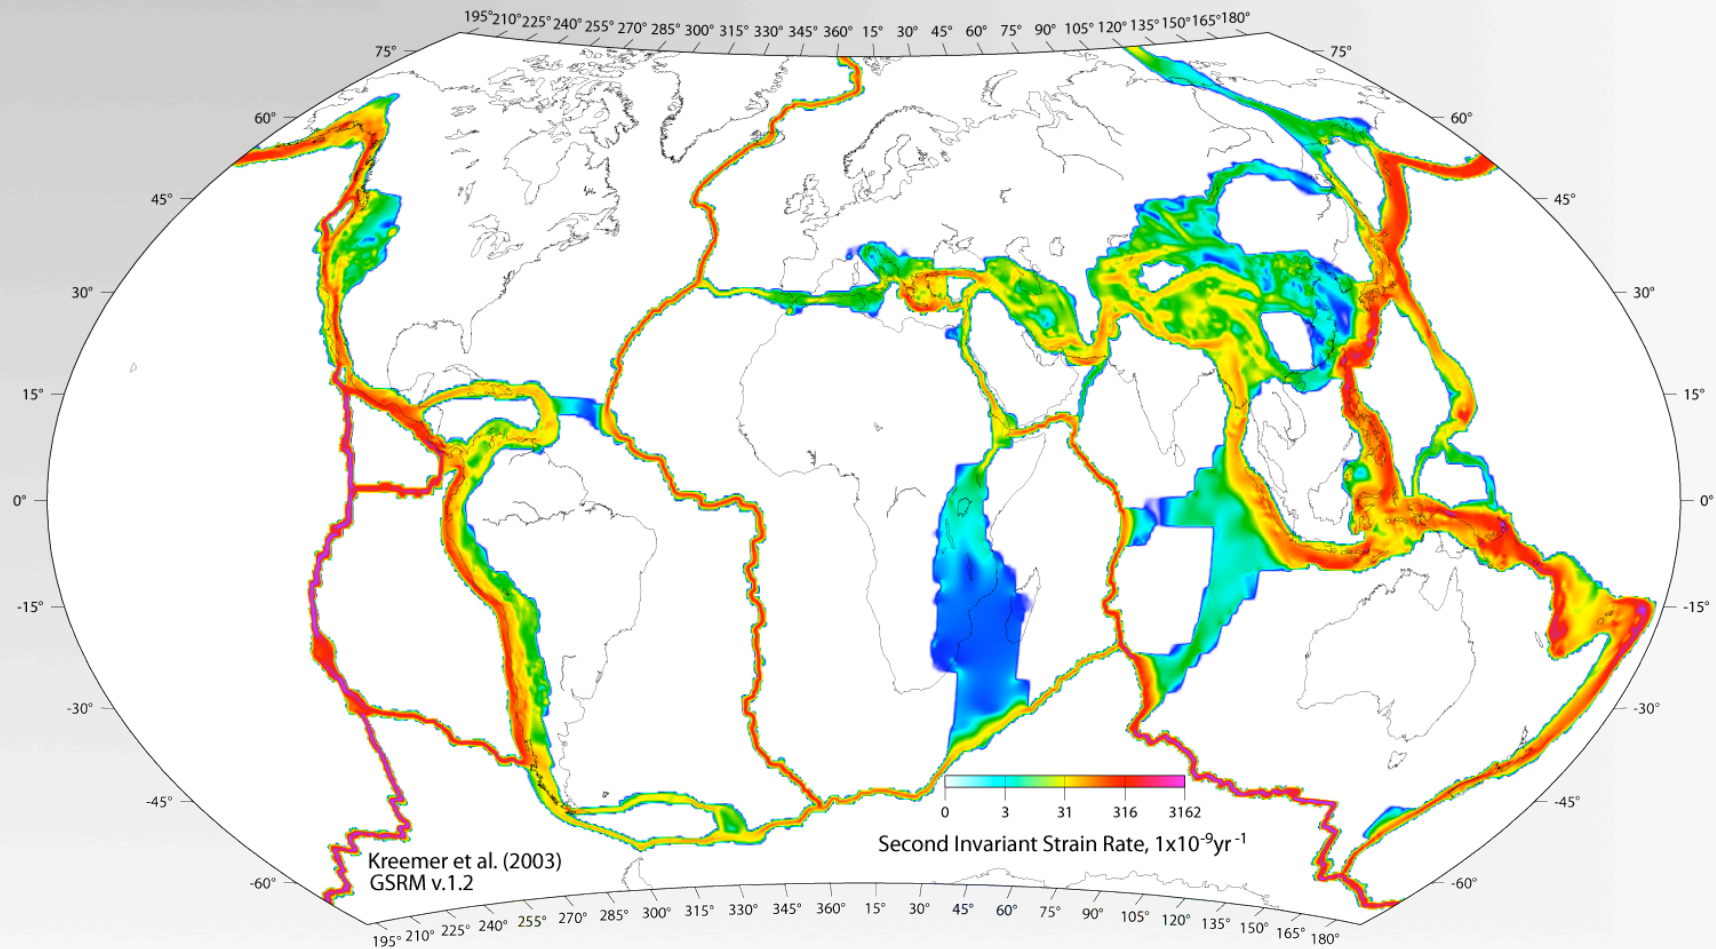 195° 210° 225° 240° 255° 270° 285° 300° 315° 330° 345° 360° 15° 30° 45° 60° 75° 90° 105° 120° 135° 150° 165° 180°
75° 75°
60° 60°
45° 45°
30° 30°
15° 15°
0° 0°
-15° -15°
-30° -30°
-45° -45°
0 3 31 316 3162
Second Invariant Strain Rate, 1x10⁻⁹yr⁻¹
Kreemer et al. (2003)
GSRM v.1.2
-60° -60°
195° 210° 225° 240° 255° 270° 285° 300° 315° 330° 345° 360° 15° 30° 45° 60° 75° 90° 105° 120° 135° 150° 165° 180°